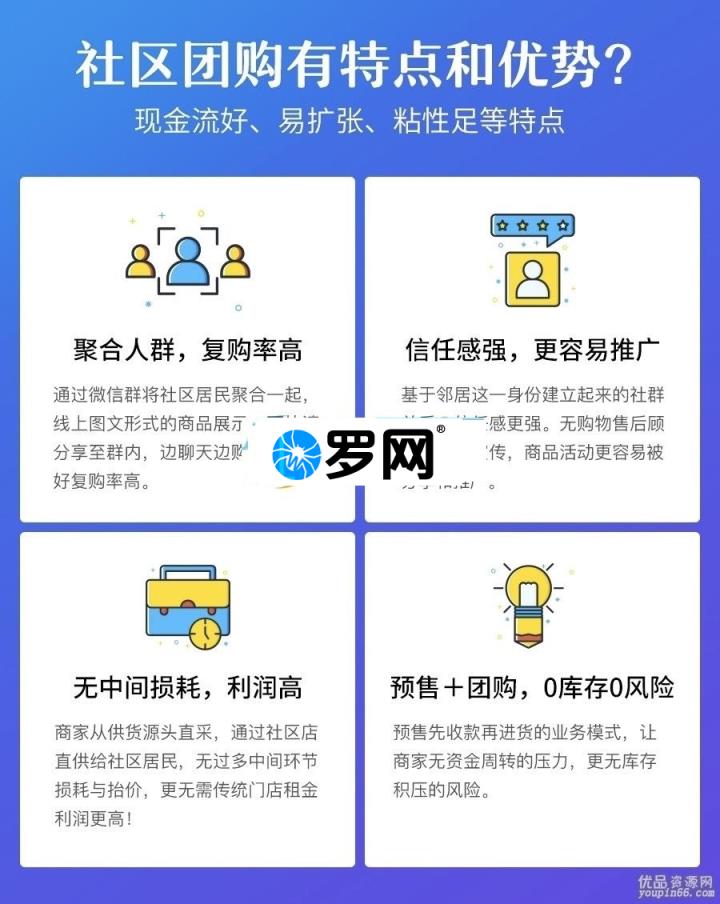 社区团购有特点和优势？
现金流好、易扩张、粘性足等特点
聚合人群，复购率高
通过微信群将社区居民聚合一起，
线上图文形式的商品展示
分享至群内，边聊天边购
好复购率高。
信任感强，更容易推广
基于邻居这一身份建立起来的社群
感更强。无购物售后顾
传，商品活动更容易被
罗网®
无中间损耗，利润高
商家从供货源头直采，通过社区店
直供给社区居民，无过多中间环节
损耗与抬价，更无需传统门店租金
利润更高！
预售＋团购，0库存0风险
预售先收款再进货的业务模式，让
商家无资金周转的压力，更无库存
积压的风险。
优品资源网
youpin66.com